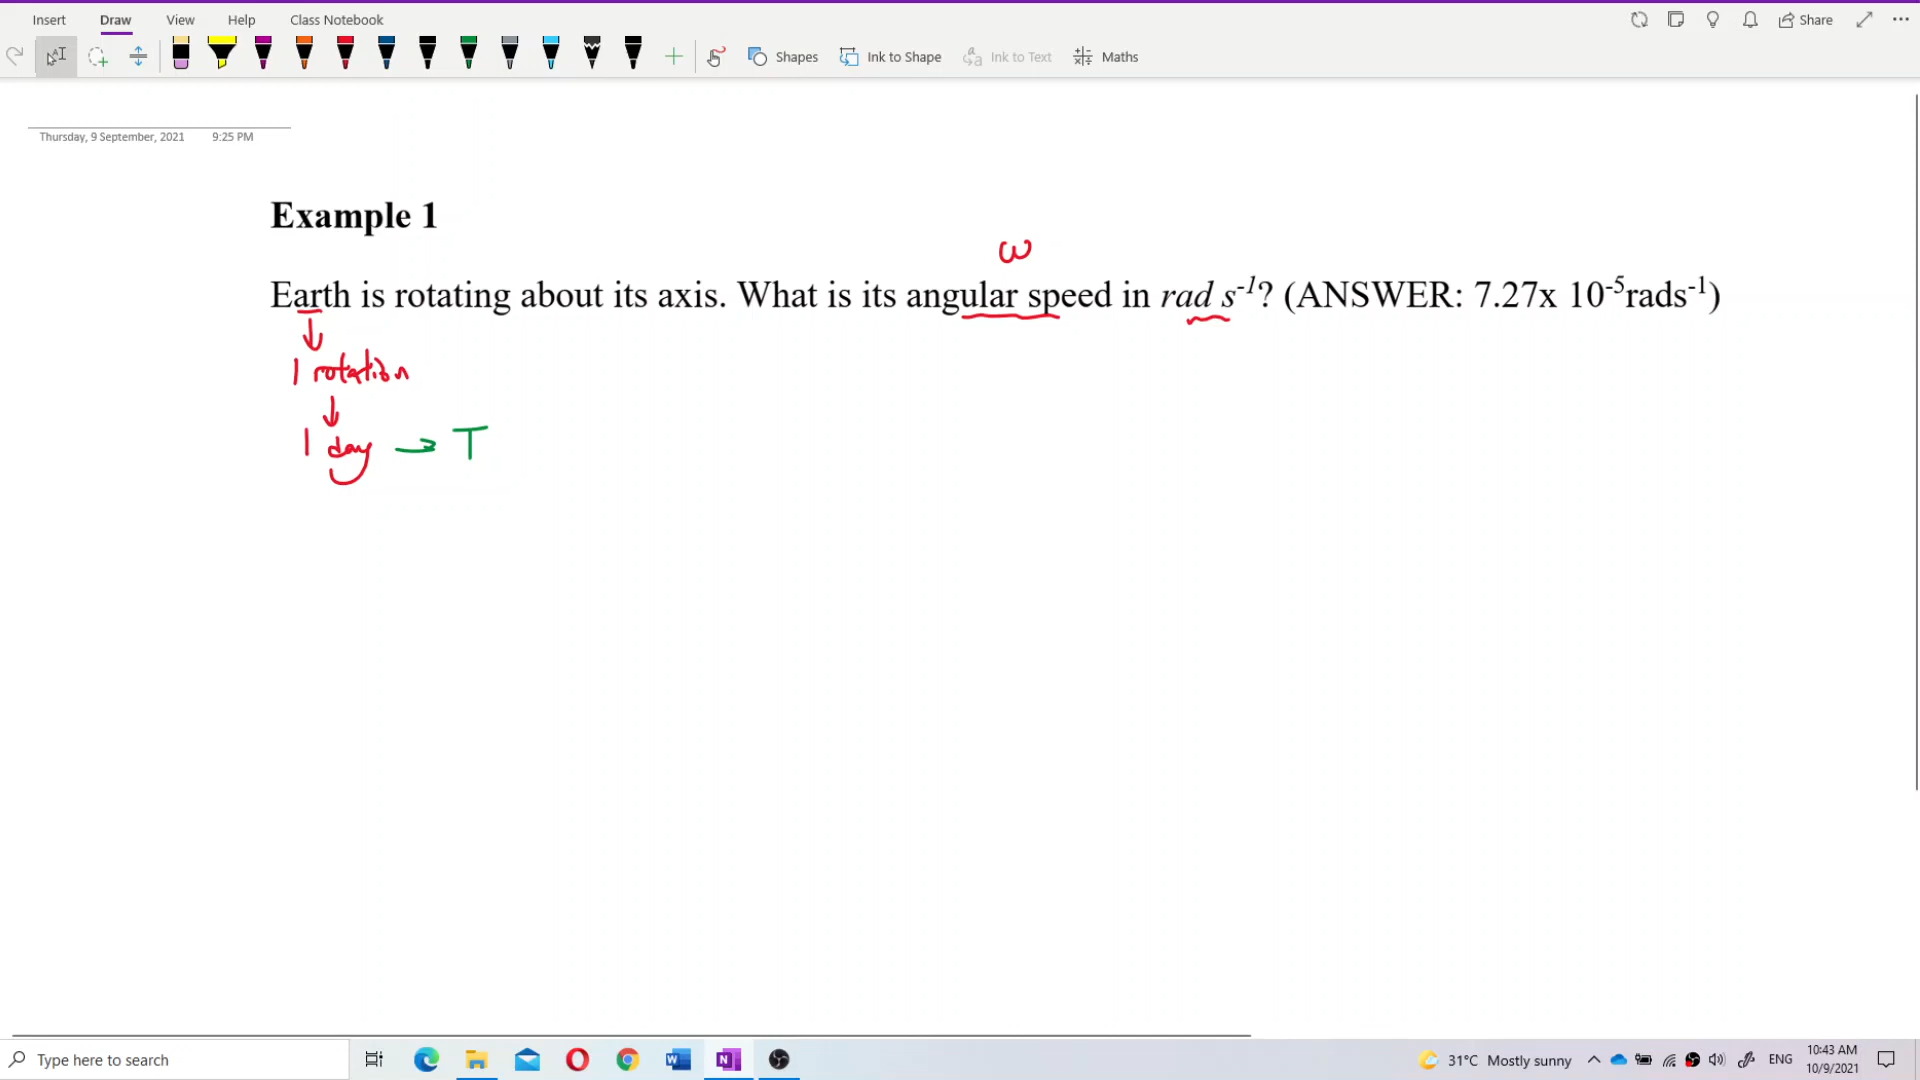 Insert Draw View Help Class Notebook Share
Shapes Ink to Shape Ink to Text Maths
Thursday, 9 September, 2021 9:25 PM
Example 1
ω
Earth is rotating about its axis. What is its angular speed in rad s⁻¹? (ANSWER: 7.27x 10⁻⁵rads⁻¹)
↓
1 rotation
↓
1 day → T
Type here to search 31°C Mostly sunny ENG 10:43 AM
10/9/2021